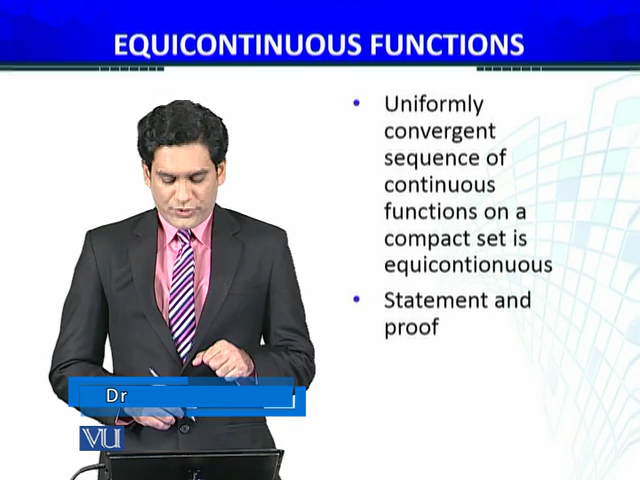 EQUICONTINUOUS FUNCTIONS
• Uniformly
convergent
sequence of
continuous
functions on a
compact set is
equicontionuous
• Statement and
proof
Dr
VU